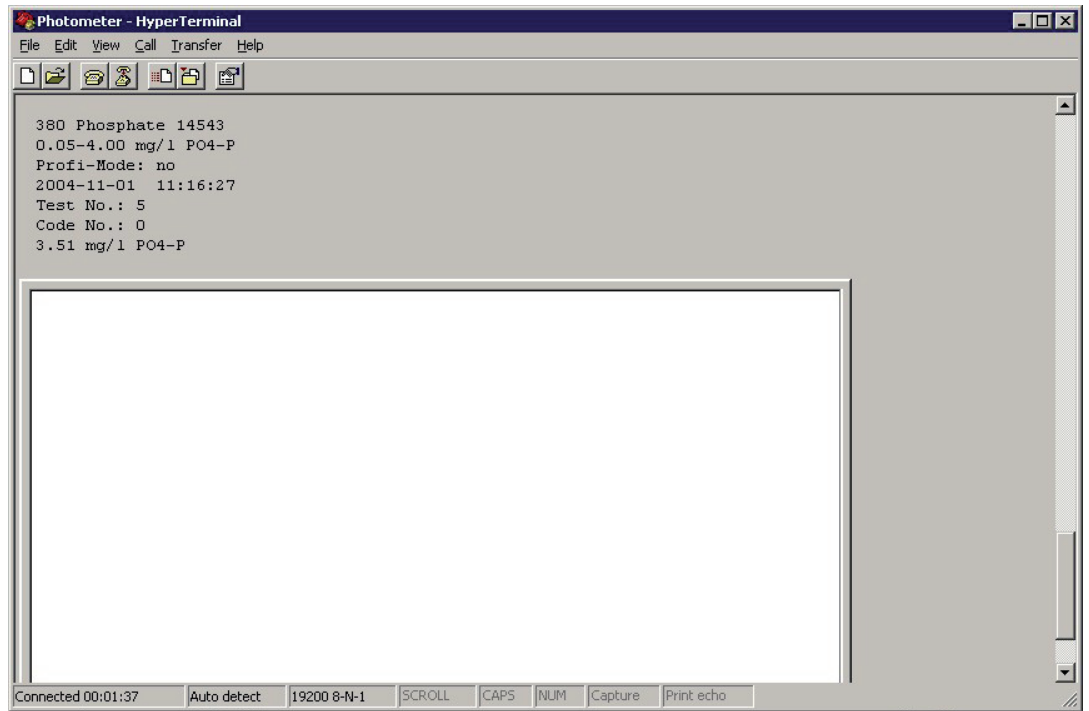 Photometer - HyperTerminal
File Edit View Call Transfer Help
380 Phosphate 14543
0.05-4.00 mg/l PO4-P
Profi-Mode: no
2004-11-01  11:16:27
Test No.: 5
Code No.: 0
3.51 mg/l PO4-P
Connected 00:01:37 Auto detect 19200 8-N-1 SCROLL CAPS NUM Capture Print echo